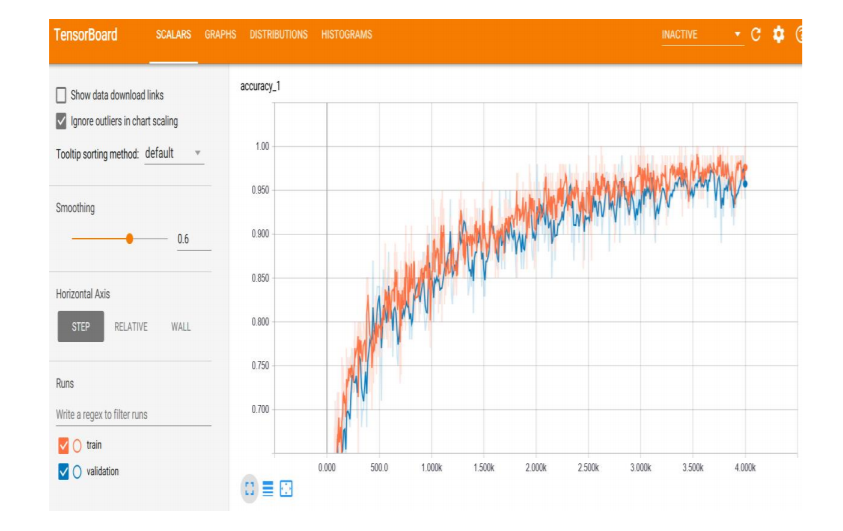 TensorBoard SCALARS GRAPHS DISTRIBUTIONS HISTOGRAMS INACTIVE
Show data download links
Ignore outliers in chart scaling
Tooltip sorting method: default
Smoothing
0.6
Horizontal Axis
STEP RELATIVE WALL
Runs
Write a regex to filter runs
train
validation
accuracy_1
1.00
0.950
0.900
0.850
0.800
0.750
0.700
0.000 500.0 1.000k 1.500k 2.000k 2.500k 3.000k 3.500k 4.000k